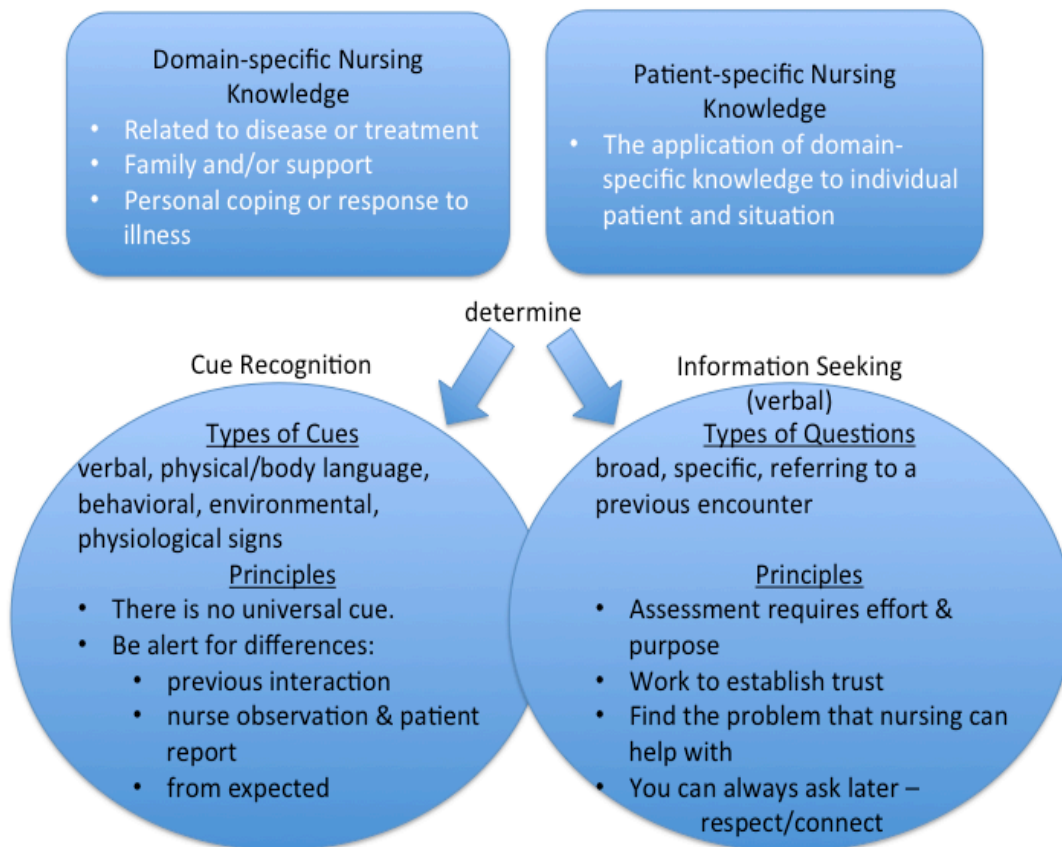 Domain-specific Nursing
Knowledge
• Related to disease or treatment
• Family and/or support
• Personal coping or response to
illness
Patient-specific Nursing
Knowledge
• The application of domain-
specific knowledge to individual
patient and situation
determine
Cue Recognition
Types of Cues
verbal, physical/body language,
behavioral, environmental,
physiological signs
Principles
• There is no universal cue.
• Be alert for differences:
• previous interaction
• nurse observation & patient
report
• from expected
Information Seeking
(verbal)
Types of Questions
broad, specific, referring to a
previous encounter
Principles
• Assessment requires effort &
purpose
• Work to establish trust
• Find the problem that nursing can
help with
• You can always ask later –
respect/connect